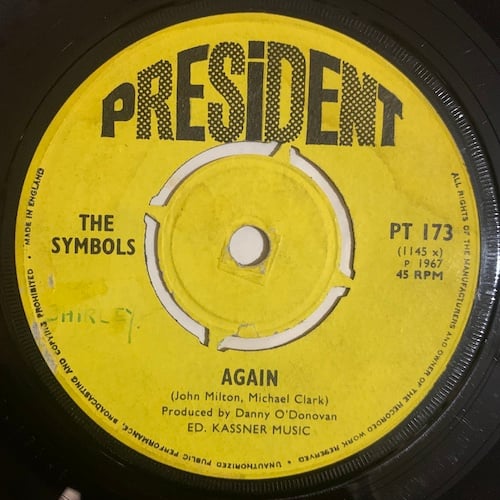 PRESiDENT
THE
SYMBOLS
PT 173
(1145 x)
P 1967
45 RPM
SHIRLEY.
AGAIN
(John Milton, Michael Clark)
Produced by Danny O'Donovan
ED. KASSNER MUSIC
ALL RIGHTS OF THE MANUFACTURERS AND OWNER OF THE RECORDED WORK RESERVED • UNAUTHORIZED PUBLIC PERFORMANCE, BROADCASTING AND COPYING PROHIBITED • MADE IN ENGLAND